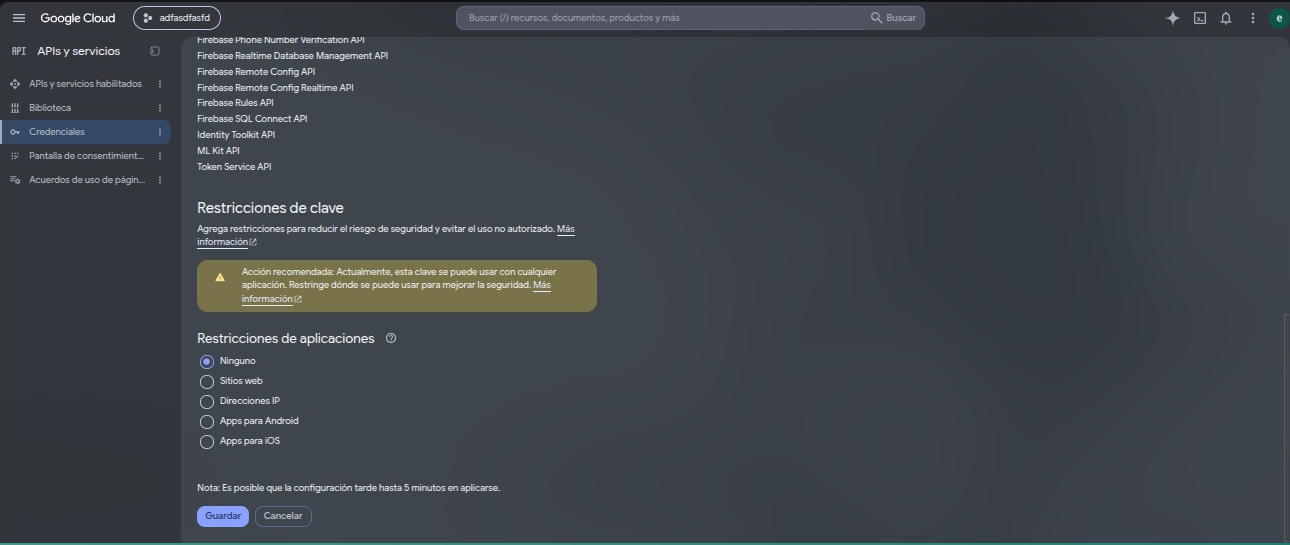 Google Cloud
adfasdfasfd
Buscar (/) recursos, documentos, productos y más
Buscar
e
API APIs y servicios
APIs y servicios habilitados
Biblioteca
Credenciales
Pantalla de consentimient...
Acuerdos de uso de págin...
Firebase Phone Number Verification API
Firebase Realtime Database Management API
Firebase Remote Config API
Firebase Remote Config Realtime API
Firebase Rules API
Firebase SQL Connect API
Identity Toolkit API
ML Kit API
Token Service API
Restricciones de clave
Agrega restricciones para reducir el riesgo de seguridad y evitar el uso no autorizado. Más
información
Acción recomendada: Actualmente, esta clave se puede usar con cualquier
aplicación. Restringe dónde se puede usar para mejorar la seguridad. Más
información
Restricciones de aplicaciones
Ninguno
Sitios web
Direcciones IP
Apps para Android
Apps para iOS
Nota: Es posible que la configuración tarde hasta 5 minutos en aplicarse.
Guardar
Cancelar